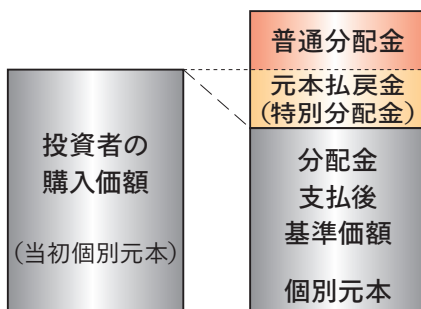 投資者の
購入価額
(当初個別元本)
普通分配金
元本払戻金
(特別分配金)
分配金
支払後
基準価額
個別元本